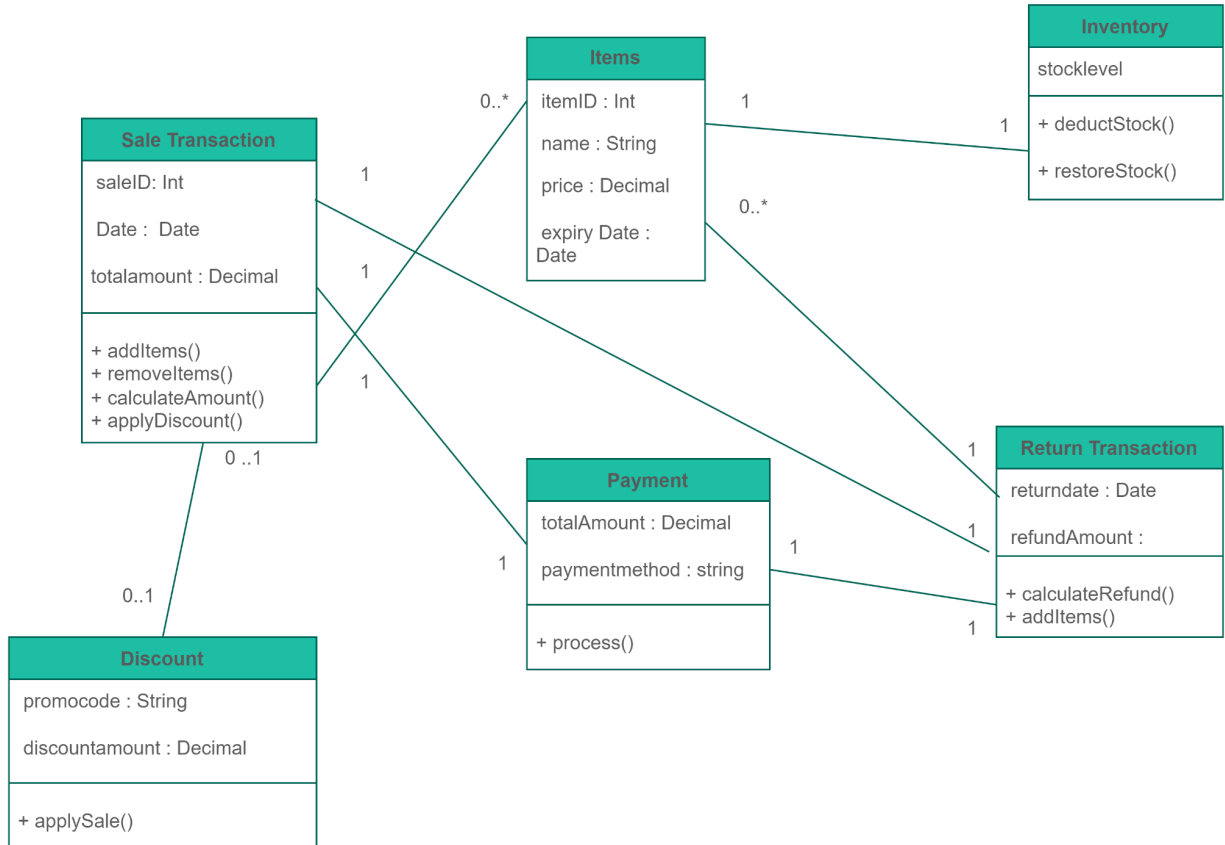 Inventory
stocklevel
+ deductStock()
+ restoreStock()
Items
itemID : Int
name : String
price : Decimal
expiry Date :
Date
0..*
1
1
0..*
Sale Transaction
saleID: Int
Date :  Date
totalamount : Decimal
+ addItems()
+ removeItems()
+ calculateAmount()
+ applyDiscount()
1
1
1
0 ..1
0..1
Payment
totalAmount : Decimal
paymentmethod : string
+ process()
1
1
1
1
1
Return Transaction
returndate : Date
refundAmount :
+ calculateRefund()
+ addItems()
Discount
promocode : String
discountamount : Decimal
+ applySale()